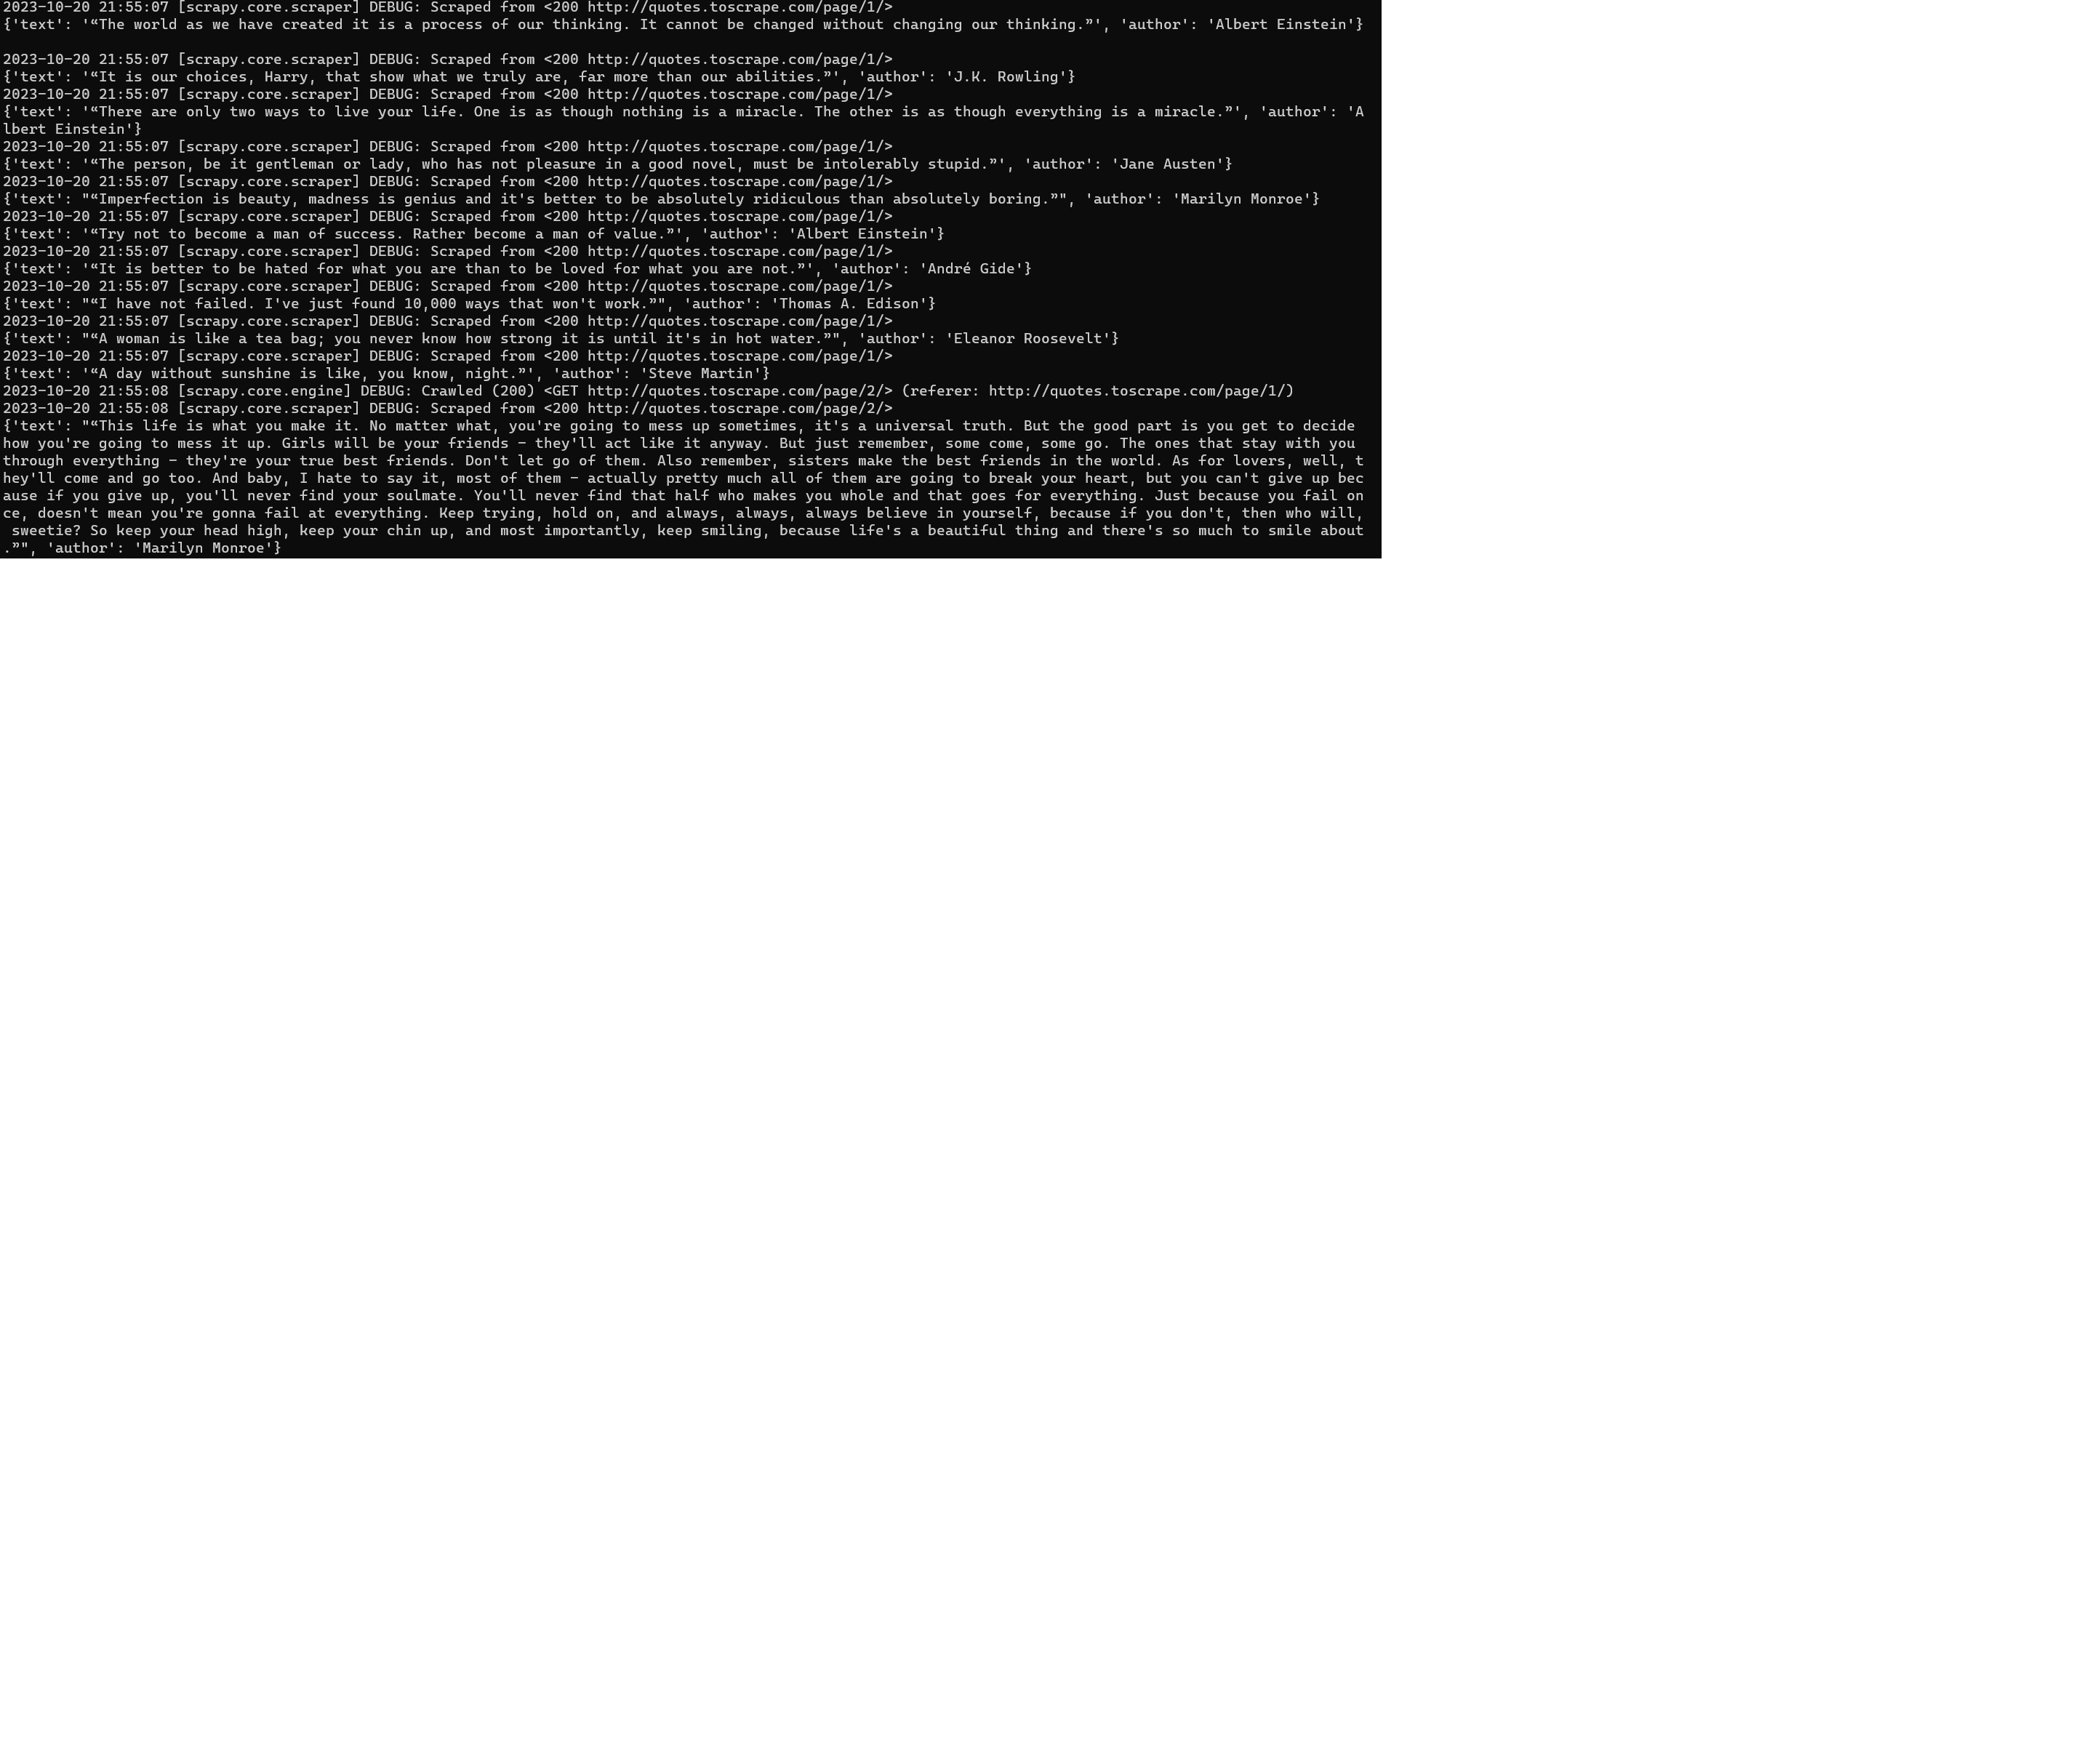 2023-10-20 21:55:07 [scrapy.core.scraper] DEBUG: Scraped from <200 http://quotes.toscrape.com/page/1/>
{'text': '“The world as we have created it is a process of our thinking. It cannot be changed without changing our thinking.”', 'author': 'Albert Einstein'}
2023-10-20 21:55:07 [scrapy.core.scraper] DEBUG: Scraped from <200 http://quotes.toscrape.com/page/1/>
{'text': '“It is our choices, Harry, that show what we truly are, far more than our abilities.”', 'author': 'J.K. Rowling'}
2023-10-20 21:55:07 [scrapy.core.scraper] DEBUG: Scraped from <200 http://quotes.toscrape.com/page/1/>
{'text': '“There are only two ways to live your life. One is as though nothing is a miracle. The other is as though everything is a miracle.”', 'author': 'A
lbert Einstein'}
2023-10-20 21:55:07 [scrapy.core.scraper] DEBUG: Scraped from <200 http://quotes.toscrape.com/page/1/>
{'text': '“The person, be it gentleman or lady, who has not pleasure in a good novel, must be intolerably stupid.”', 'author': 'Jane Austen'}
2023-10-20 21:55:07 [scrapy.core.scraper] DEBUG: Scraped from <200 http://quotes.toscrape.com/page/1/>
{'text': "“Imperfection is beauty, madness is genius and it's better to be absolutely ridiculous than absolutely boring.”", 'author': 'Marilyn Monroe'}
2023-10-20 21:55:07 [scrapy.core.scraper] DEBUG: Scraped from <200 http://quotes.toscrape.com/page/1/>
{'text': '“Try not to become a man of success. Rather become a man of value.”', 'author': 'Albert Einstein'}
2023-10-20 21:55:07 [scrapy.core.scraper] DEBUG: Scraped from <200 http://quotes.toscrape.com/page/1/>
{'text': '“It is better to be hated for what you are than to be loved for what you are not.”', 'author': 'André Gide'}
2023-10-20 21:55:07 [scrapy.core.scraper] DEBUG: Scraped from <200 http://quotes.toscrape.com/page/1/>
{'text': "“I have not failed. I've just found 10,000 ways that won't work.”", 'author': 'Thomas A. Edison'}
2023-10-20 21:55:07 [scrapy.core.scraper] DEBUG: Scraped from <200 http://quotes.toscrape.com/page/1/>
{'text': "“A woman is like a tea bag; you never know how strong it is until it's in hot water.”", 'author': 'Eleanor Roosevelt'}
2023-10-20 21:55:07 [scrapy.core.scraper] DEBUG: Scraped from <200 http://quotes.toscrape.com/page/1/>
{'text': '“A day without sunshine is like, you know, night.”', 'author': 'Steve Martin'}
2023-10-20 21:55:08 [scrapy.core.engine] DEBUG: Crawled (200) <GET http://quotes.toscrape.com/page/2/> (referer: http://quotes.toscrape.com/page/1/)
2023-10-20 21:55:08 [scrapy.core.scraper] DEBUG: Scraped from <200 http://quotes.toscrape.com/page/2/>
{'text': "“This life is what you make it. No matter what, you're going to mess up sometimes, it's a universal truth. But the good part is you get to decide
how you're going to mess it up. Girls will be your friends - they'll act like it anyway. But just remember, some come, some go. The ones that stay with you
through everything - they're your true best friends. Don't let go of them. Also remember, sisters make the best friends in the world. As for lovers, well, t
hey'll come and go too. And baby, I hate to say it, most of them - actually pretty much all of them are going to break your heart, but you can't give up bec
ause if you give up, you'll never find your soulmate. You'll never find that half who makes you whole and that goes for everything. Just because you fail on
ce, doesn't mean you're gonna fail at everything. Keep trying, hold on, and always, always, always believe in yourself, because if you don't, then who will,
 sweetie? So keep your head high, keep your chin up, and most importantly, keep smiling, because life's a beautiful thing and there's so much to smile about
.”", 'author': 'Marilyn Monroe'}